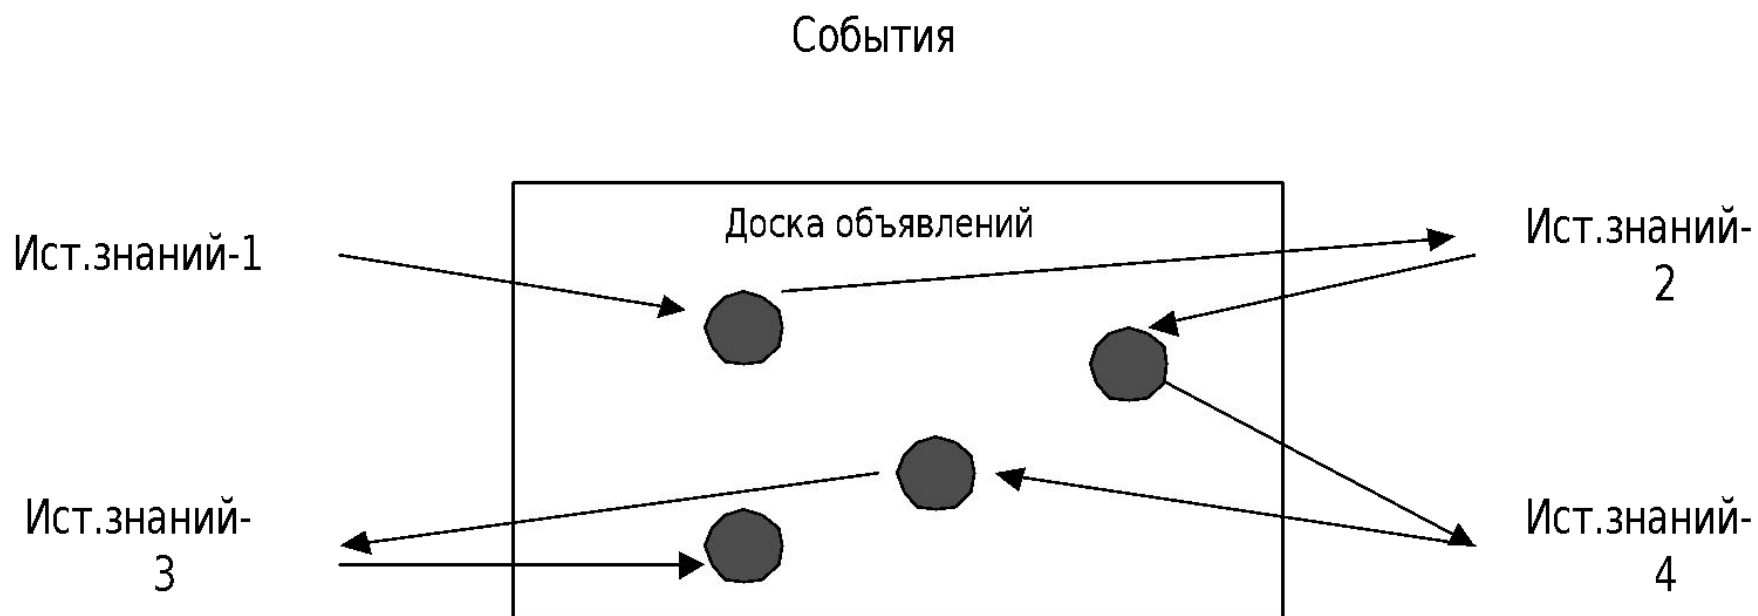 События
Доска объявлений
Ист.знаний-1
Ист.знаний-
2
Ист.знаний-
3
Ист.знаний-
4